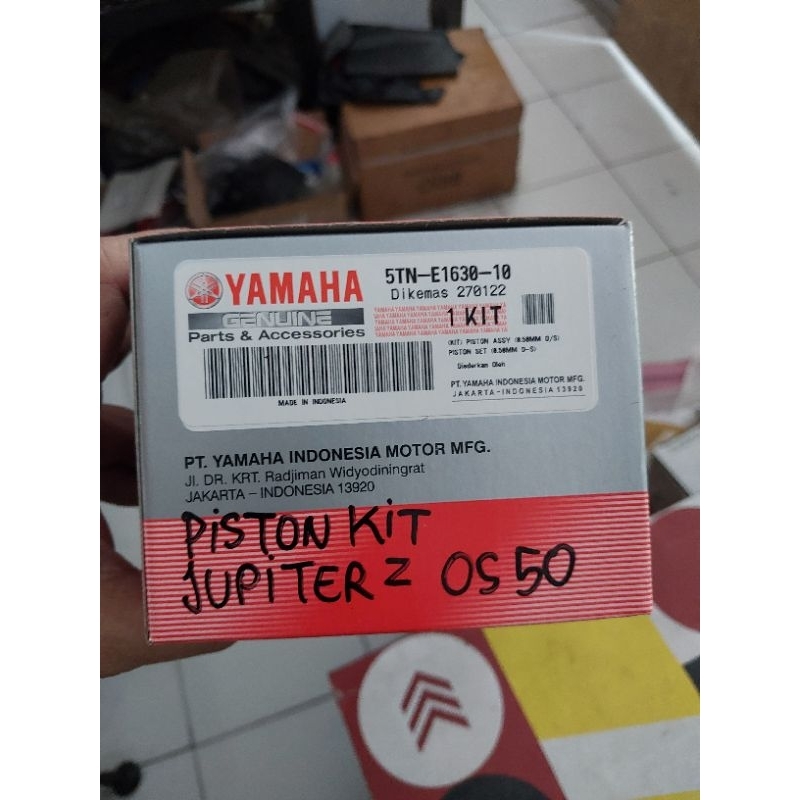 YAMAHA
GENUINE
Parts & Accessories
5TN-E1630-10
Dikemas 270122
1 KIT
(KIT) PISTON ASSY (0.50MM O/S)
PISTON SET (0.50MM O-S)
Diedarkan Oleh
PT. YAMAHA INDONESIA MOTOR MFG.
JAKARTA-INDONESIA 13920
MADE IN INDONESIA
PT. YAMAHA INDONESIA MOTOR MFG.
Jl. DR. KRT. Radjiman Widyodiningrat
JAKARTA – INDONESIA 13920
PiSTON KiT
JUPiTER Z OS 50